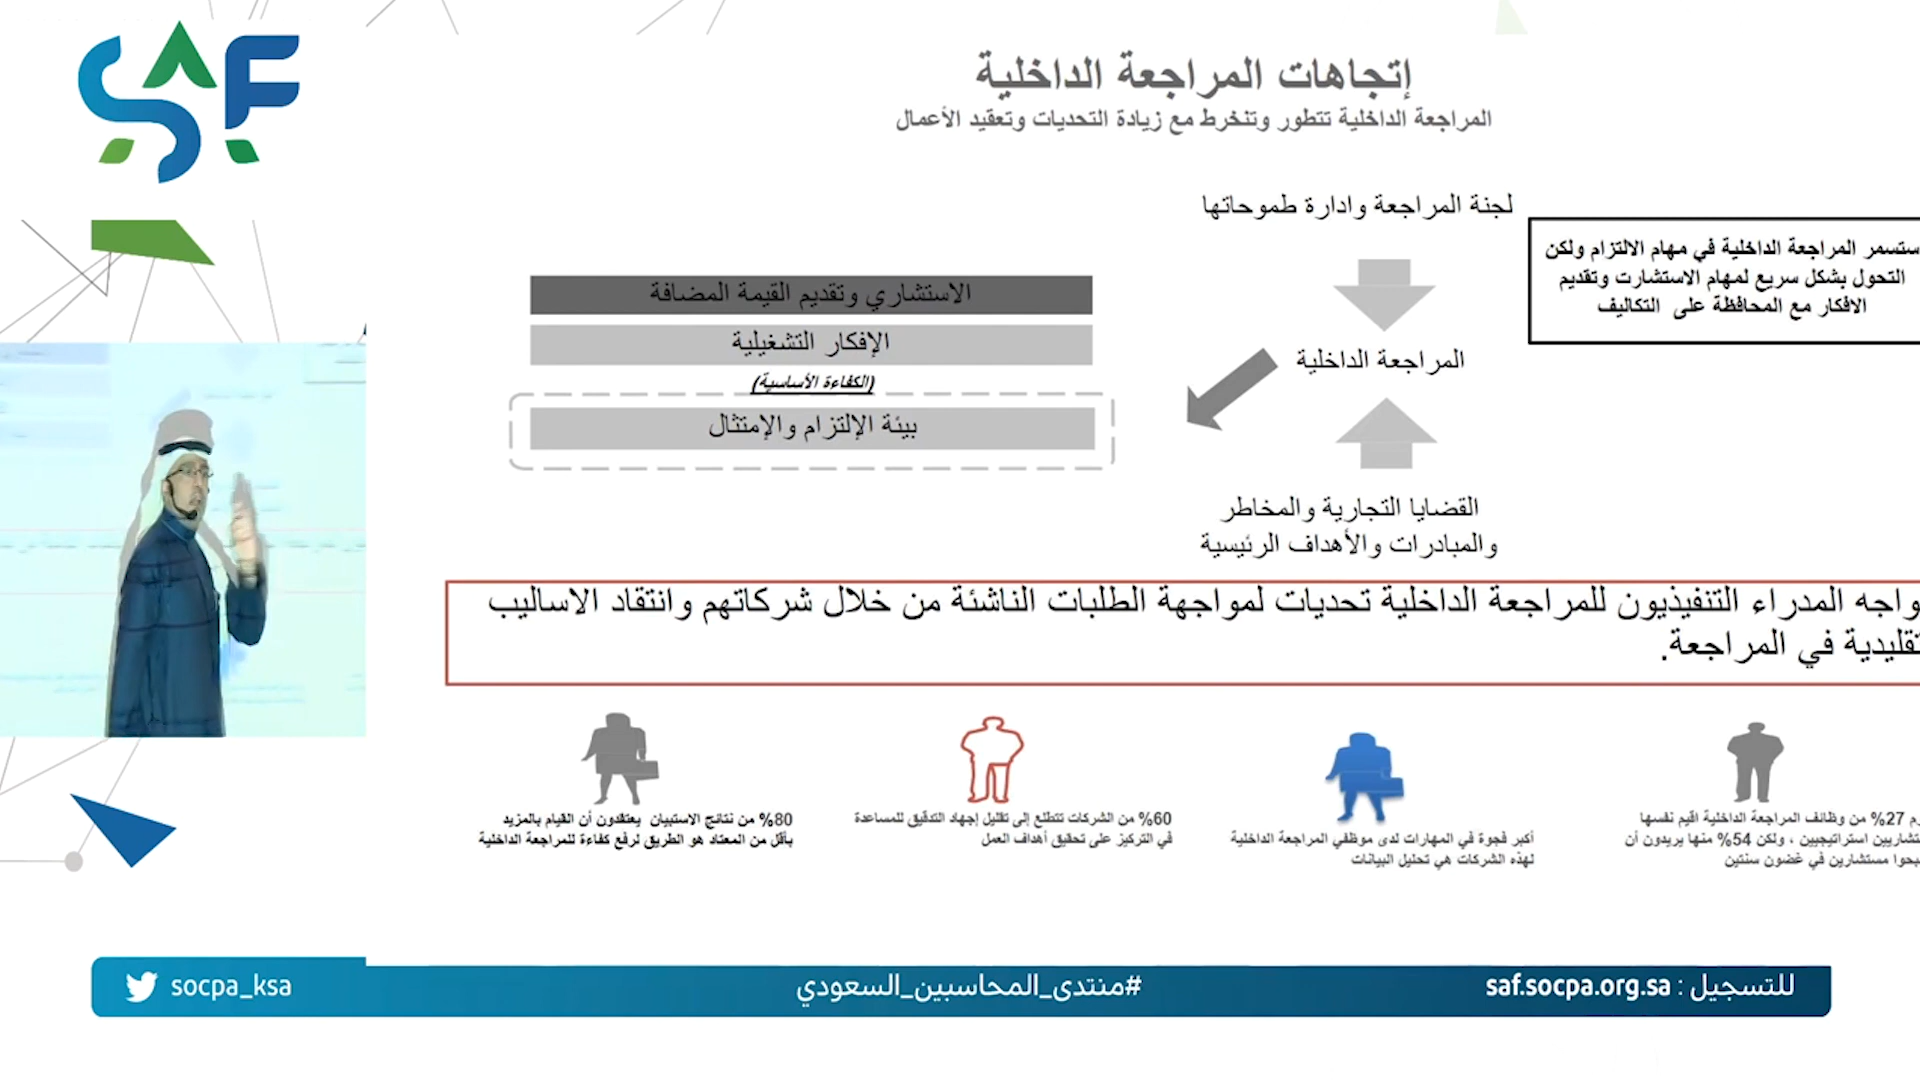 SAF
إتجاهات المراجعة الداخلية
المراجعة الداخلية تتطور وتنخرط مع زيادة التحديات وتعقيد الأعمال
لجنة المراجعة وادارة طموحاتها
ستسمر المراجعة الداخلية في مهام الالتزام ولكن
التحول بشكل سريع لمهام الاستشارت وتقديم
الافكار مع المحافظة على التكاليف
المراجعة الداخلية
القضايا التجارية والمخاطر
والمبادرات والأهداف الرئيسية
الاستشاري وتقديم القيمة المضافة
الإفكار التشغيلية
(الكفاءة الأساسية)
بيئة الإلتزام والإمتثال
واجه المدراء التنفيذيون للمراجعة الداخلية تحديات لمواجهة الطلبات الناشئة من خلال شركاتهم وانتقاد الاساليب
تقليدية في المراجعة.
27% من وظائف المراجعة الداخلية اقيم نفسها
استراتيجيين ، ولكن 54% منها يريدون أن
مستشارين في غضون سنتين
أكبر فجوة في المهارات لدى موظفي المراجعة الداخلية
لهذه الشركات هي تحليل البيانات
60% من الشركات تتطلع إلى تقليل إجهاد التدقيق للمساعدة
في التركيز على تحقيق أهداف العمل
80% من نتائج الاستبيان يعتقدون أن القيام بالمزيد
بأقل من المعتاد هو الطريق لرفع كفاءة للمراجعة الداخلية
للتسجيل : saf.socpa.org.sa
#منتدى_المحاسبين_السعودي
socpa_ksa